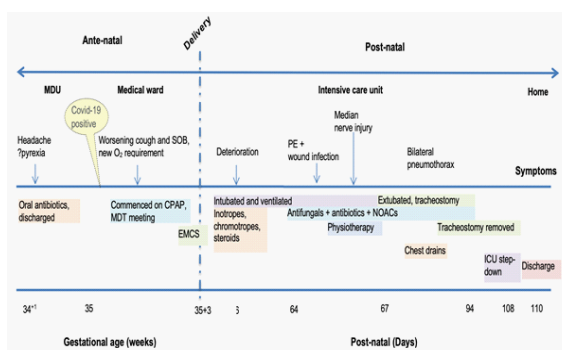 Delivery
Ante-natal
Post-natal
MDU
Medical ward
Intensive care unit
Home
Covid-19
positive
Headache
?pyrexia
Worsening cough and SOB,
new O₂ requirement
Deterioration
PE +
wound infection
Median
nerve injury
Bilateral
pneumothorax
Symptoms
Oral antibiotics,
discharged
Commenced on CPAP,
MDT meeting
EMCS
Intubated and ventilated
Inotropes,
chromotropes,
steroids
Extubated, tracheostomy
Antifungals + antibiotics + NOACs
Physiotherapy
Tracheostomy removed
Chest drains
ICU step-
down
Discharge
34⁺¹
35
35+3
64
67
94
108
110
Gestational age (weeks)
Post-natal (Days)